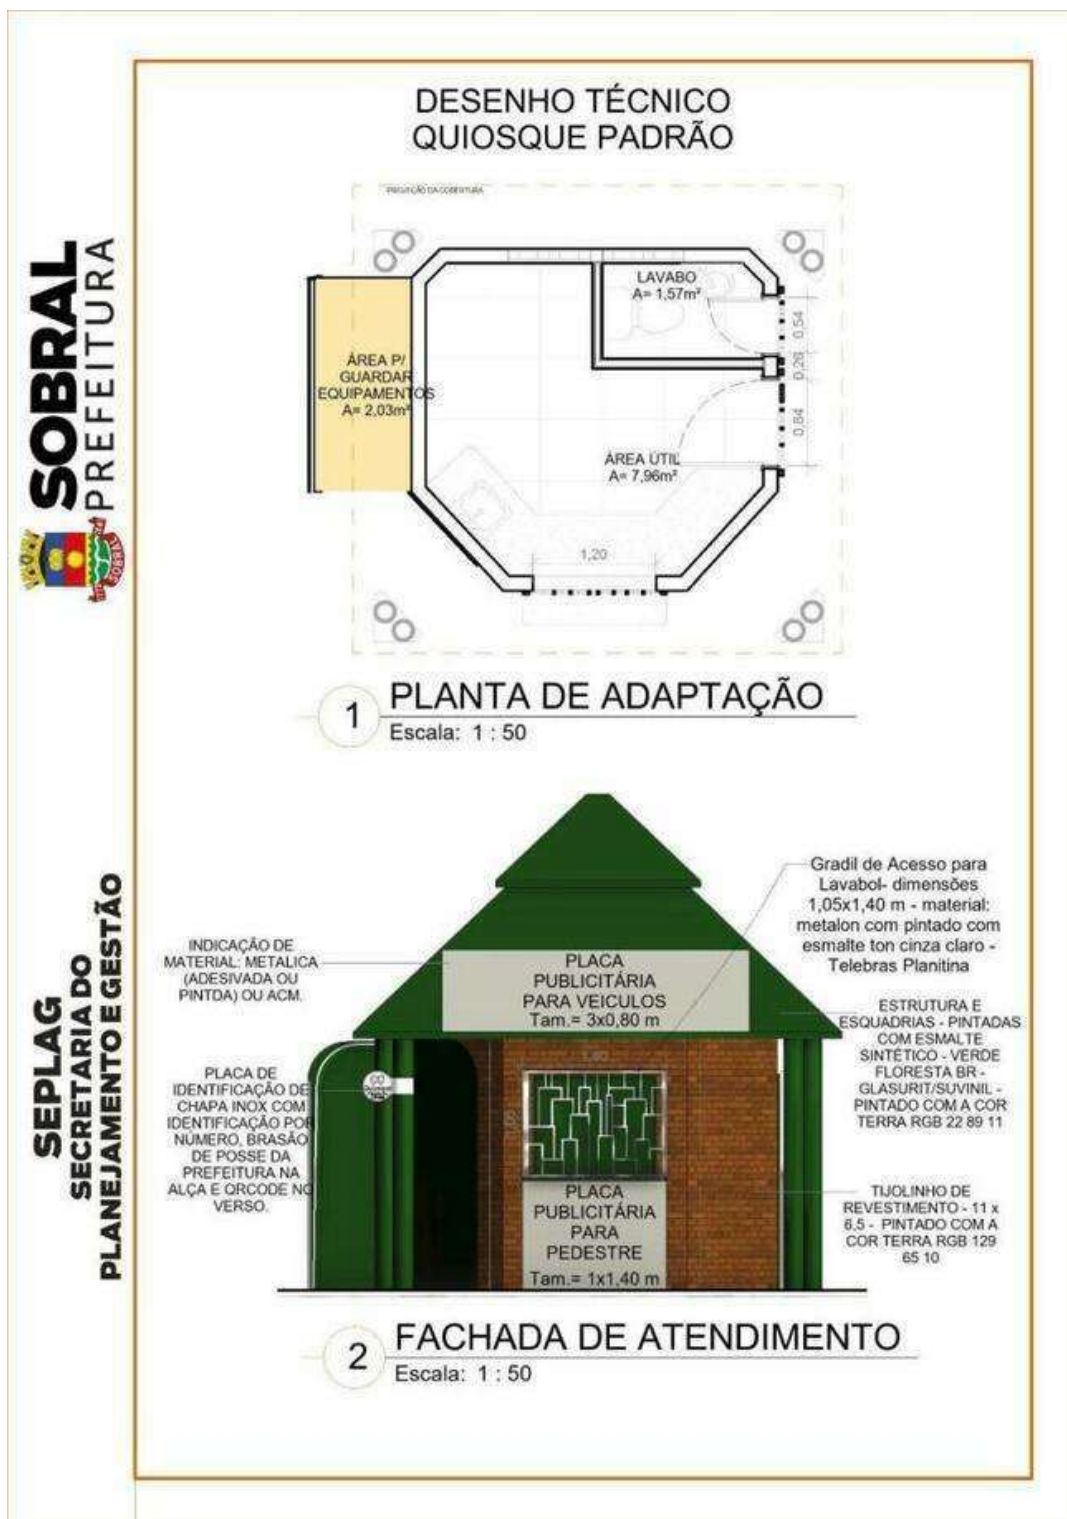 DESENHO TÉCNICO
QUIOSQUE PADRÃO
PROJEÇÃO DA COBERTURA
LAVABO
A= 1,57m²
0,54
0,26
0,84
ÁREA P/
GUARDAR
EQUIPAMENTOS
A= 2,03m²
ÁREA ÚTIL
A= 7,96m²
1,20
1
PLANTA DE ADAPTAÇÃO
Escala: 1 : 50
SOBRAL
PREFEITURA
SOBRAL
Gradil de Acesso para
Lavabol- dimensões
1,05x1,40 m - material:
metalon com pintado com
esmalte ton cinza claro -
Telebras Planitina
INDICAÇÃO DE
MATERIAL: METALICA
(ADESIVADA OU
PINTDA) OU ACM.
PLACA
PUBLICITÁRIA
PARA VEICULOS
Tam.= 3x0,80 m
ESTRUTURA E
ESQUADRIAS - PINTADAS
COM ESMALTE
SINTÉTICO - VERDE
FLORESTA BR -
GLASURIT/SUVINIL -
PINTADO COM A COR
TERRA RGB 22 89 11
PLACA DE
IDENTIFICAÇÃO DE
CHAPA INOX COM
IDENTIFICAÇÃO POR
NÚMERO, BRASÃO
DE POSSE DA
PREFEITURA NA
ALÇA E QRCODE NO
VERSO.
1,40
PLACA
PUBLICITÁRIA
PARA
PEDESTRE
Tam.= 1x1,40 m
TIJOLINHO DE
REVESTIMENTO - 11 x
6,5 - PINTADO COM A
COR TERRA RGB 129
65 10
2
FACHADA DE ATENDIMENTO
Escala: 1 : 50
SEPLAG
SECRETARIA DO
PLANEJAMENTO E GESTÃO